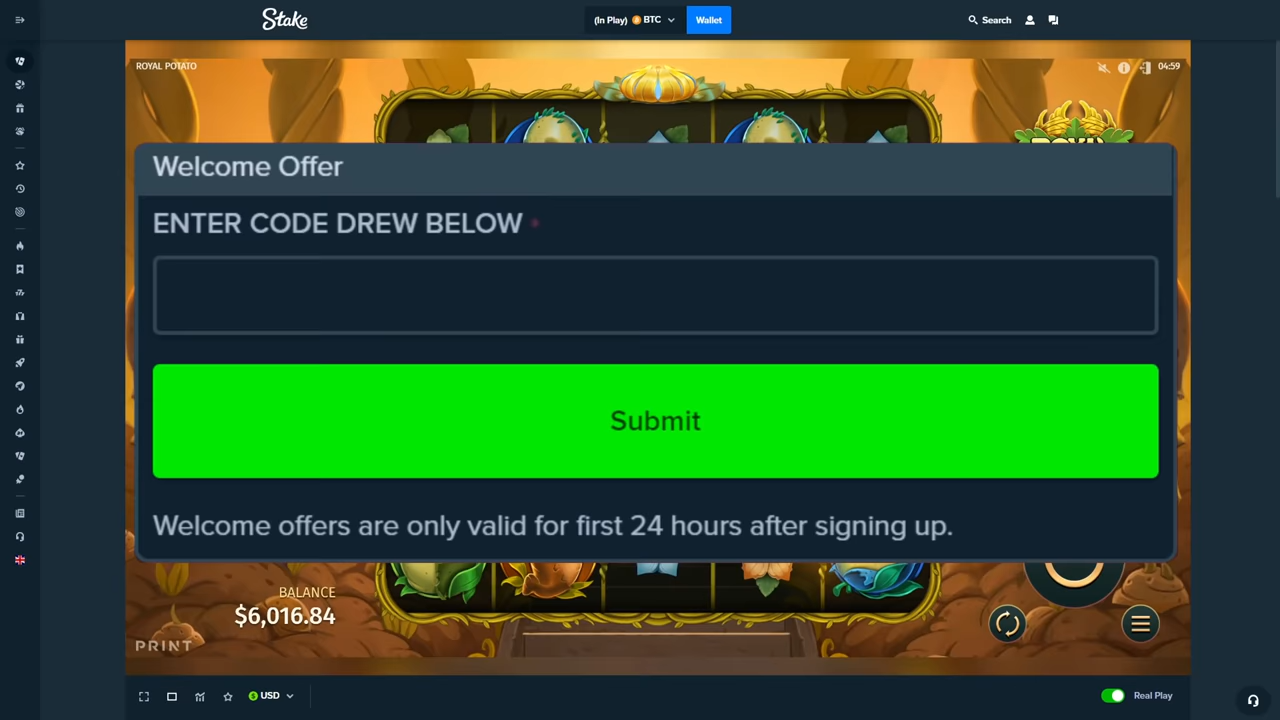 Stake
(In Play) BTC
Wallet
Search
ROYAL POTATO
04:59
Welcome Offer
ENTER CODE DREW BELOW *
Submit
Welcome offers are only valid for first 24 hours after signing up.
BALANCE
$6,016.84
PRINT
USD
Real Play